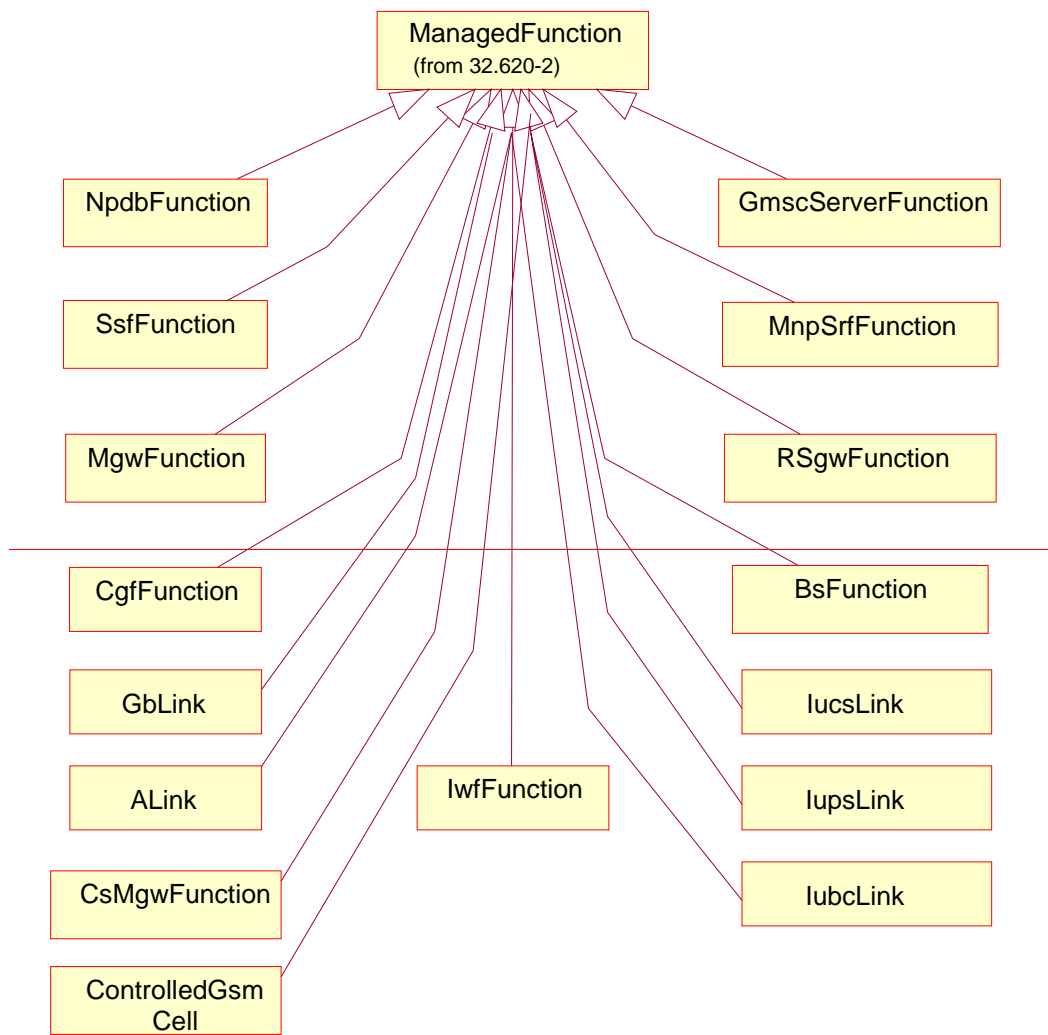 ManagedFunction
(from 32.620-2)
NpdbFunction
GmscServerFunction
SsfFunction
MnpSrfFunction
MgwFunction
RSgwFunction
CgfFunction
BsFunction
GbLink
IucsLink
ALink
IwfFunction
IupsLink
CsMgwFunction
IubcLink
ControlledGsm
Cell